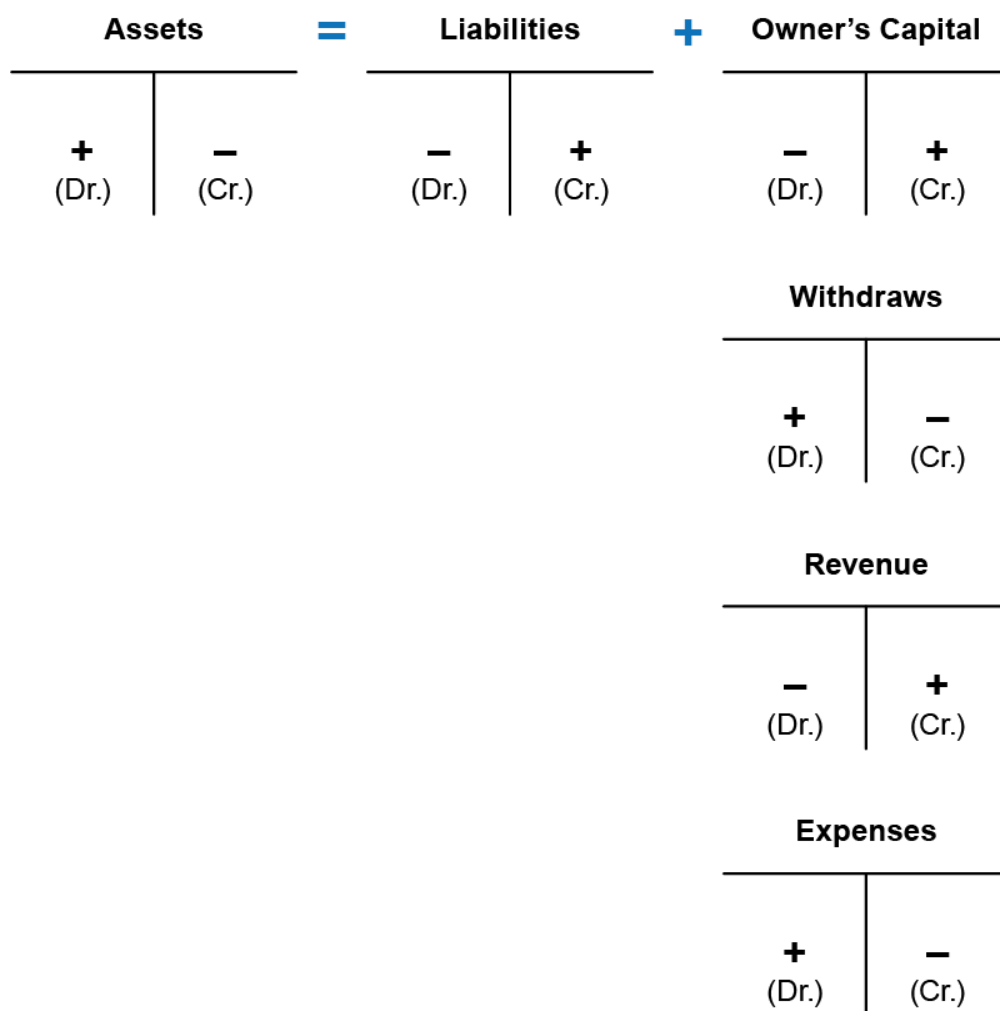 Assets = Liabilities + Owner’s Capital
+ – – + – +
(Dr.) (Cr.) (Dr.) (Cr.) (Dr.) (Cr.)
Withdraws
+ –
(Dr.) (Cr.)
Revenue
– +
(Dr.) (Cr.)
Expenses
+ –
(Dr.) (Cr.)